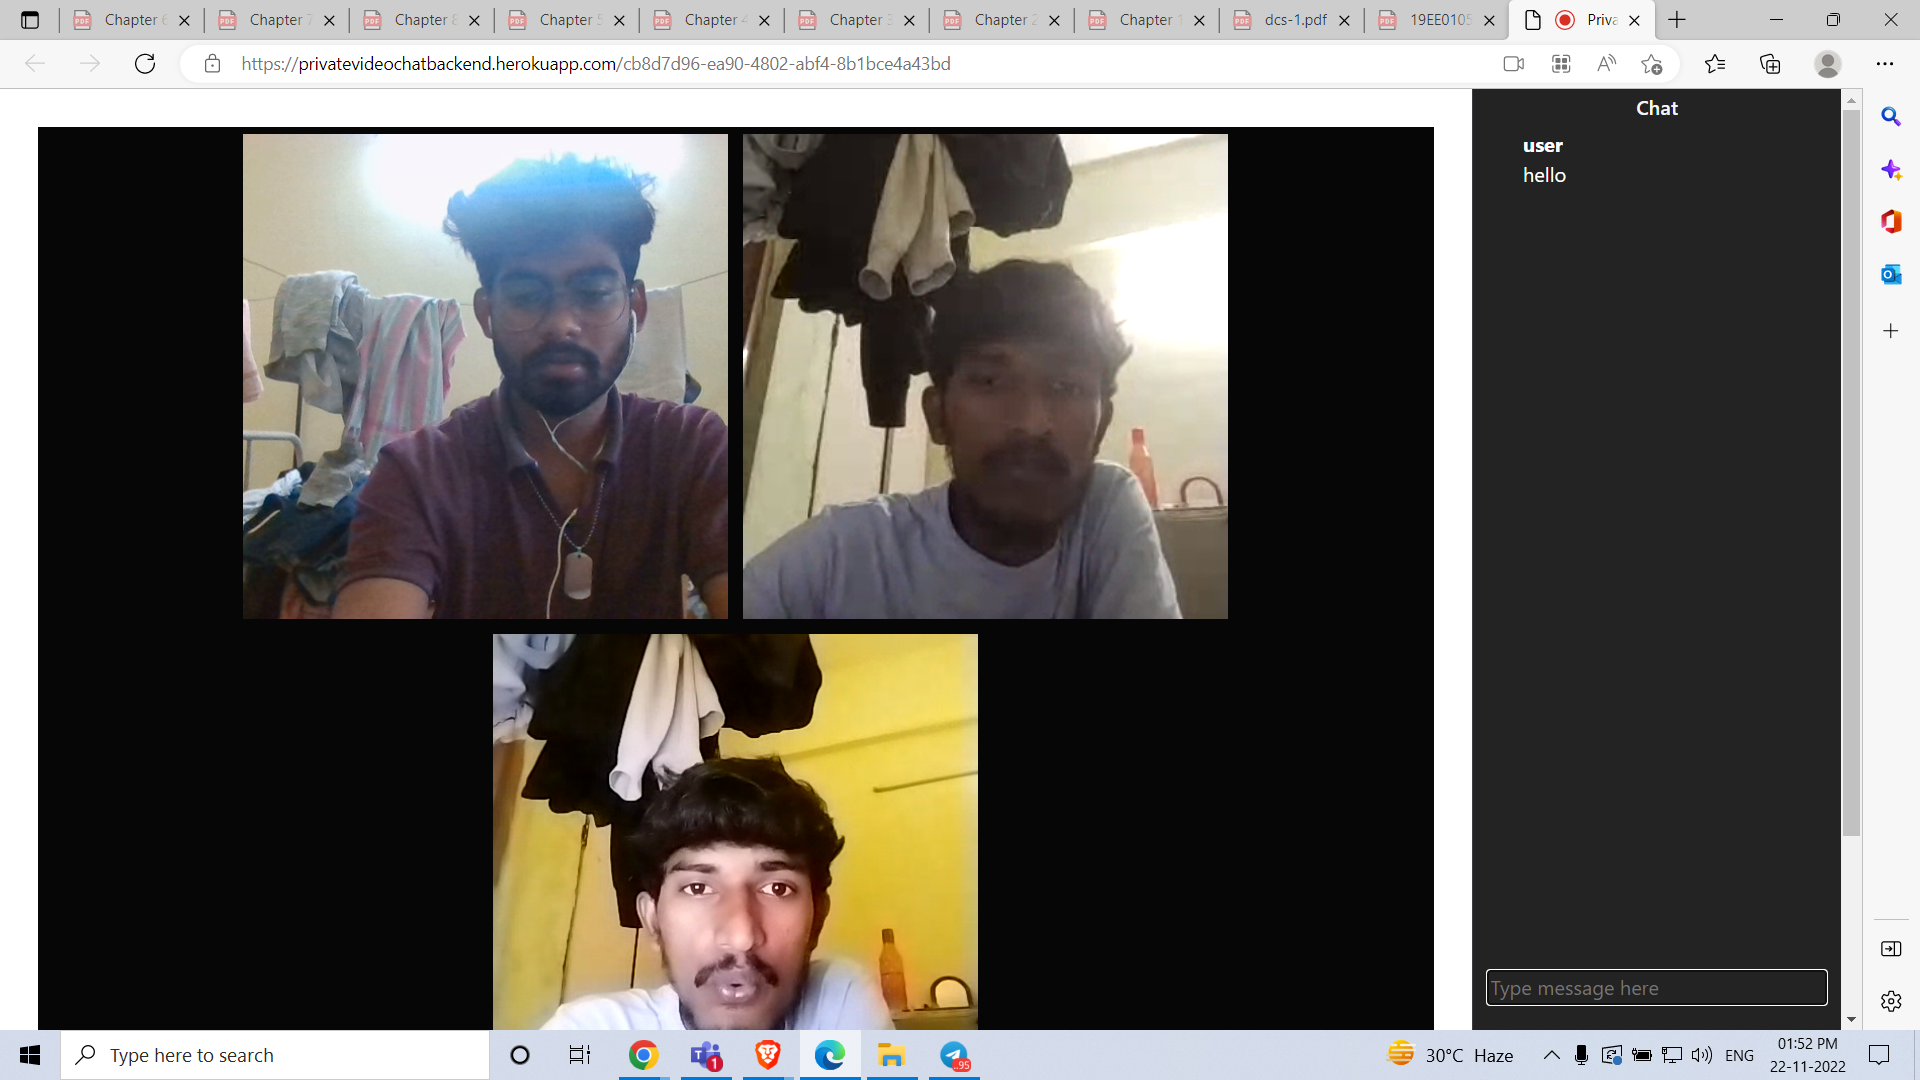 Chapter 6
Chapter 7
Chapter 8
Chapter 5
Chapter 4
Chapter 3
Chapter 2
Chapter 1
dcs-1.pdf
19EE0105
Priva
https://privatevideochatbackend.herokuapp.com/cb8d7d96-ea90-4802-abf4-8b1bce4a43bd
Chat
user
hello
Type message here
Type here to search
1
95
30°C Haze
ENG
01:52 PM
22-11-2022